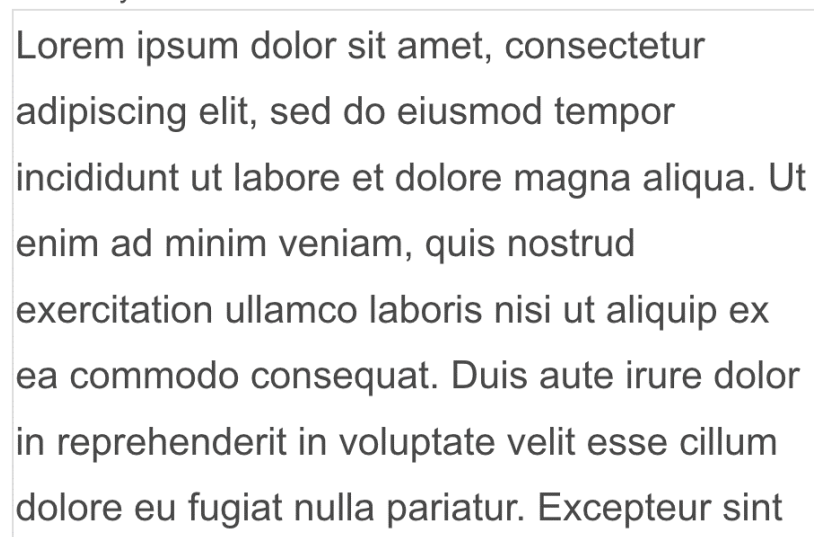 Lorem ipsum dolor sit amet, consectetur
adipiscing elit, sed do eiusmod tempor
incididunt ut labore et dolore magna aliqua. Ut
enim ad minim veniam, quis nostrud
exercitation ullamco laboris nisi ut aliquip ex
ea commodo consequat. Duis aute irure dolor
in reprehenderit in voluptate velit esse cillum
dolore eu fugiat nulla pariatur. Excepteur sint